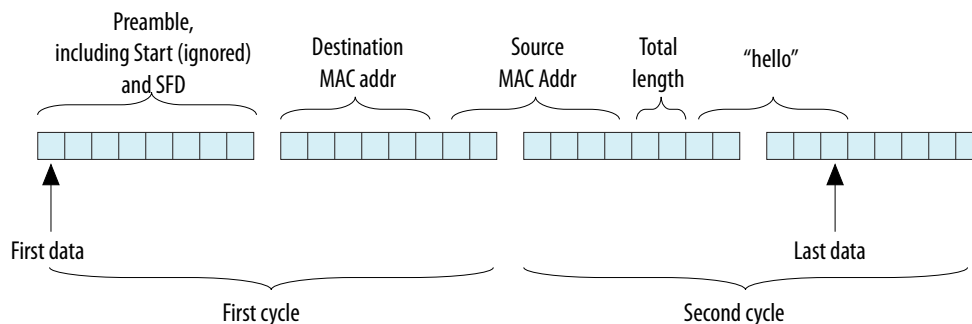 Preamble,
including Start (ignored)
and SFD
Destination
MAC addr
Source
MAC Addr
Total
length
“hello”
First data
Last data
First cycle
Second cycle